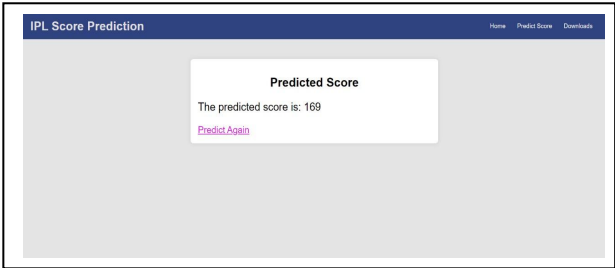 IPL Score Prediction
Home Predict Score Downloads
Predicted Score
The predicted score is: 169
Predict Again